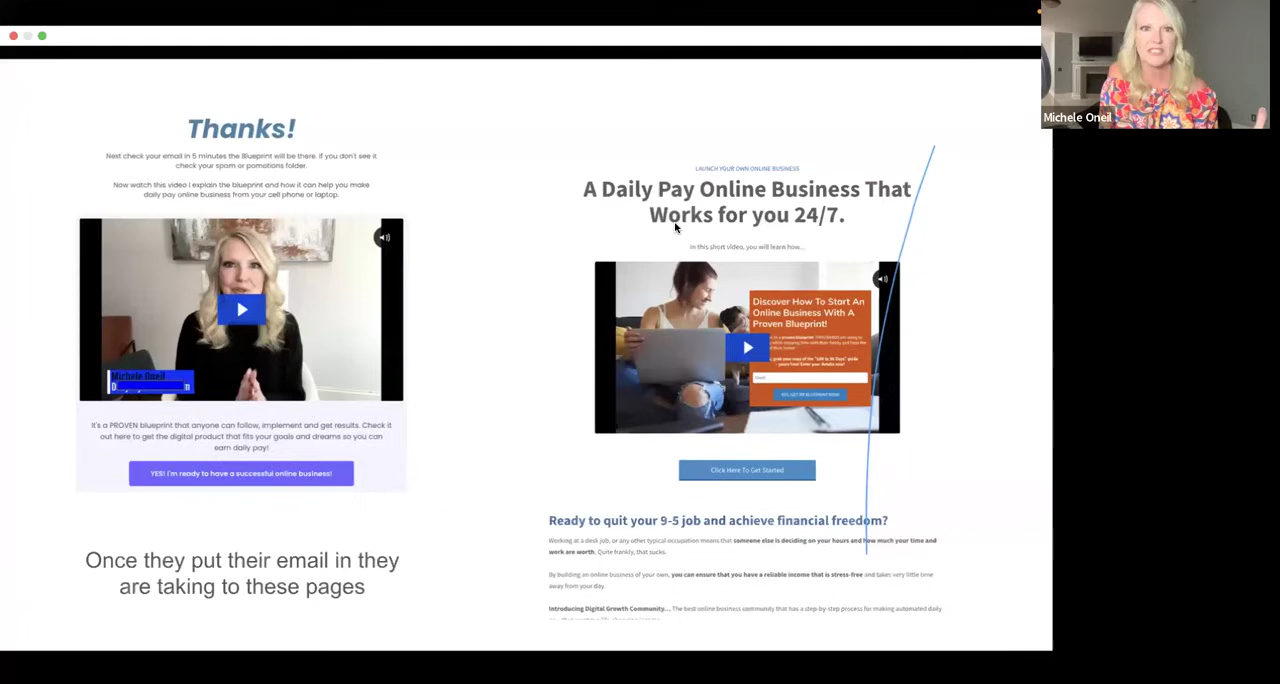 Michele Oneil
Thanks!
Next check your email in 5 minutes the Blueprint will be there. If you don't see it
check your spam or pomotions folder.
Now watch this video I explain the blueprint and how it can help you make
daily pay online business from your cell phone or laptop.
Michele Oneil
It's a PROVEN blueprint that anyone can follow, implement and get results. Check it
out here to get the digital product that fits your goals and dreams so you can
earn daily pay!
YES! I'm ready to have a successful online business!
Once they put their email in they
are taking to these pages
LAUNCH YOUR OWN ONLINE BUSINESS
A Daily Pay Online Business That
Works for you 24/7.
In this short video, you will learn how...
Discover How To Start An
Online Business With A
Proven Blueprint!
Click Here To Get Started
Ready to quit your 9-5 job and achieve financial freedom?
Working at a desk job, or any other typical occupation means that someone else is deciding on your hours and how much your time and
work are worth. Quite frankly, that sucks.
By building an online business of your own, you can ensure that you have a reliable income that is stress-free and takes very little time
away from your day.
Introducing Digital Growth Community.... The best online business community that has a step-by-step process for making automated daily